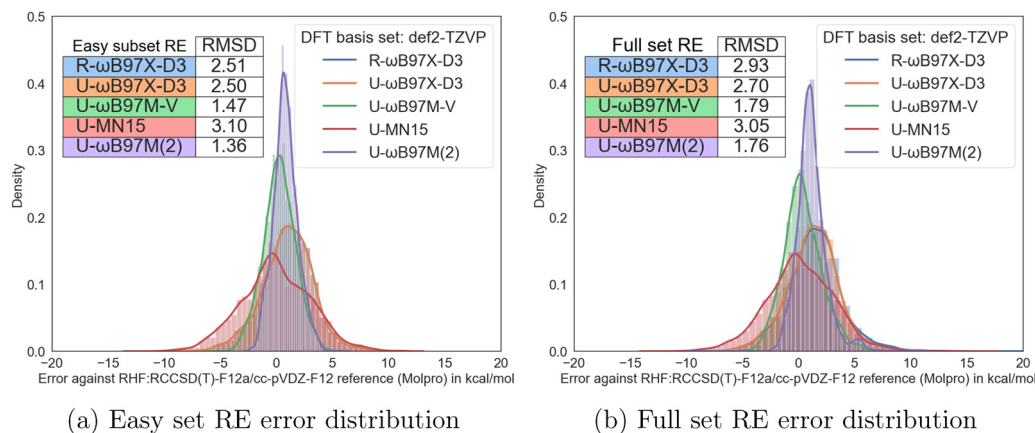 0.5
0.4
0.3
0.2
0.1
0.0
Density
Easy subset RE RMSD
R-ωB97X-D3 2.51
U-ωB97X-D3 2.50
U-ωB97M-V 1.47
U-MN15 3.10
U-ωB97M(2) 1.36
DFT basis set: def2-TZVP
R-ωB97X-D3
U-ωB97X-D3
U-ωB97M-V
U-MN15
U-ωB97M(2)
−20 −15 −10 −5 0 5 10 15 20
Error against RHF:RCCSD(T)-F12a/cc-pVDZ-F12 reference (Molpro) in kcal/mol
(a) Easy set RE error distribution
0.5
0.4
0.3
0.2
0.1
0.0
Density
Full set RE RMSD
R-ωB97X-D3 2.93
U-ωB97X-D3 2.70
U-ωB97M-V 1.79
U-MN15 3.05
U-ωB97M(2) 1.76
DFT basis set: def2-TZVP
R-ωB97X-D3
U-ωB97X-D3
U-ωB97M-V
U-MN15
U-ωB97M(2)
−20 −15 −10 −5 0 5 10 15 20
Error against RHF:RCCSD(T)-F12a/cc-pVDZ-F12 reference (Molpro) in kcal/mol
(b) Full set RE error distribution